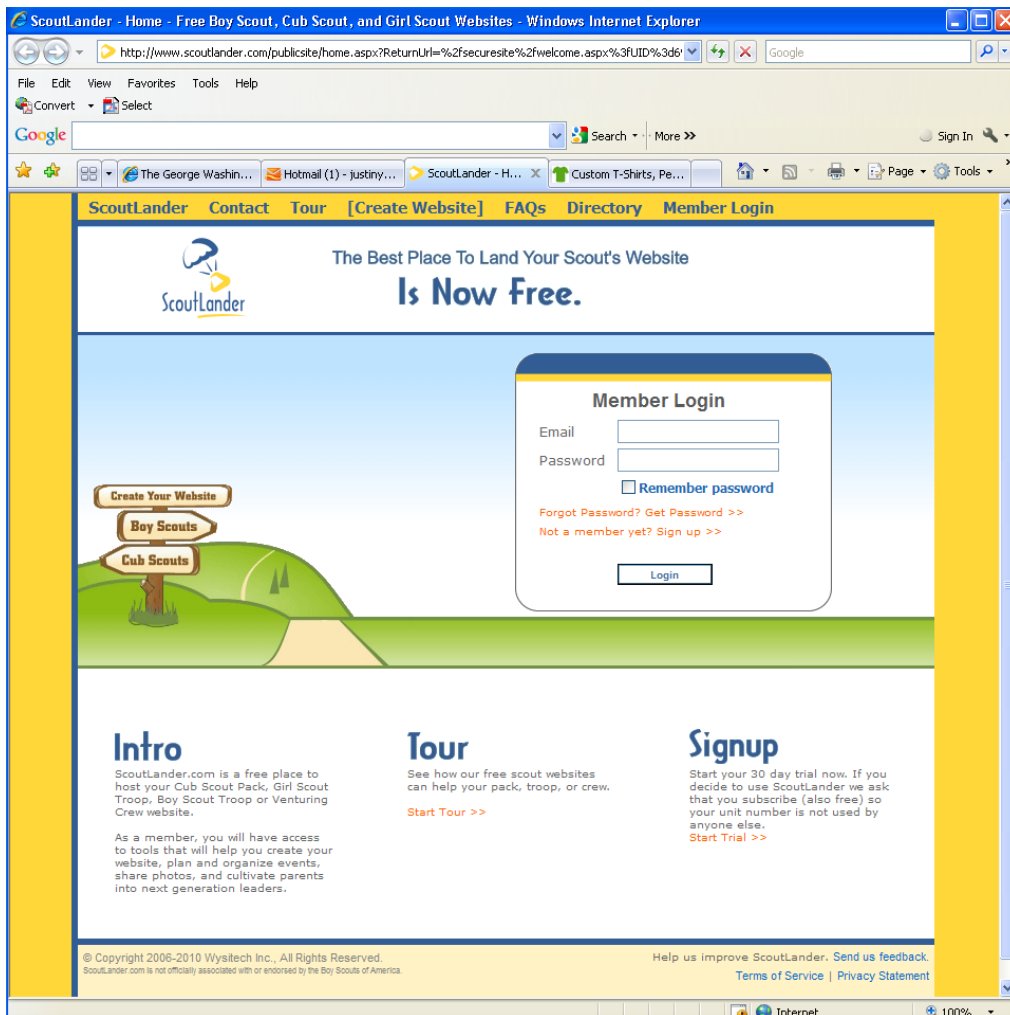 ScoutLander - Home - Free Boy Scout, Cub Scout, and Girl Scout Websites - Windows Internet Explorer
http://www.scoutlander.com/publicsite/home.aspx?ReturnUrl=%2fsecuresite%2fwelcome.aspx%3fUID%3d6
Google
File Edit View Favorites Tools Help
Convert Select
Google Search More >> Sign In
The George Washin... Hotmail (1) - justiny... ScoutLander - H... X Custom T-Shirts, Pe... Page Tools
ScoutLander Contact Tour [Create Website] FAQs Directory Member Login
ScoutLander
The Best Place To Land Your Scout's Website
Is Now Free.
Member Login
Email
Password
Remember password
Forgot Password? Get Password >>
Not a member yet? Sign up >>
Login
Create Your Website
Boy Scouts
Cub Scouts
Intro
ScoutLander.com is a free place to
host your Cub Scout Pack, Girl Scout
Troop, Boy Scout Troop or Venturing
Crew website.
As a member, you will have access
to tools that will help you create your
website, plan and organize events,
share photos, and cultivate parents
into next generation leaders.
Tour
See how our free scout websites
can help your pack, troop, or crew.
Start Tour >>
Signup
Start your 30 day trial now. If you
decide to use ScoutLander we ask
that you subscribe (also free) so
your unit number is not used by
anyone else.
Start Trial >>
© Copyright 2006-2010 Wysitech Inc., All Rights Reserved.
ScoutLander.com is not officially associated with or endorsed by the Boy Scouts of America.
Help us improve ScoutLander. Send us feedback.
Terms of Service | Privacy Statement
Internet 100%